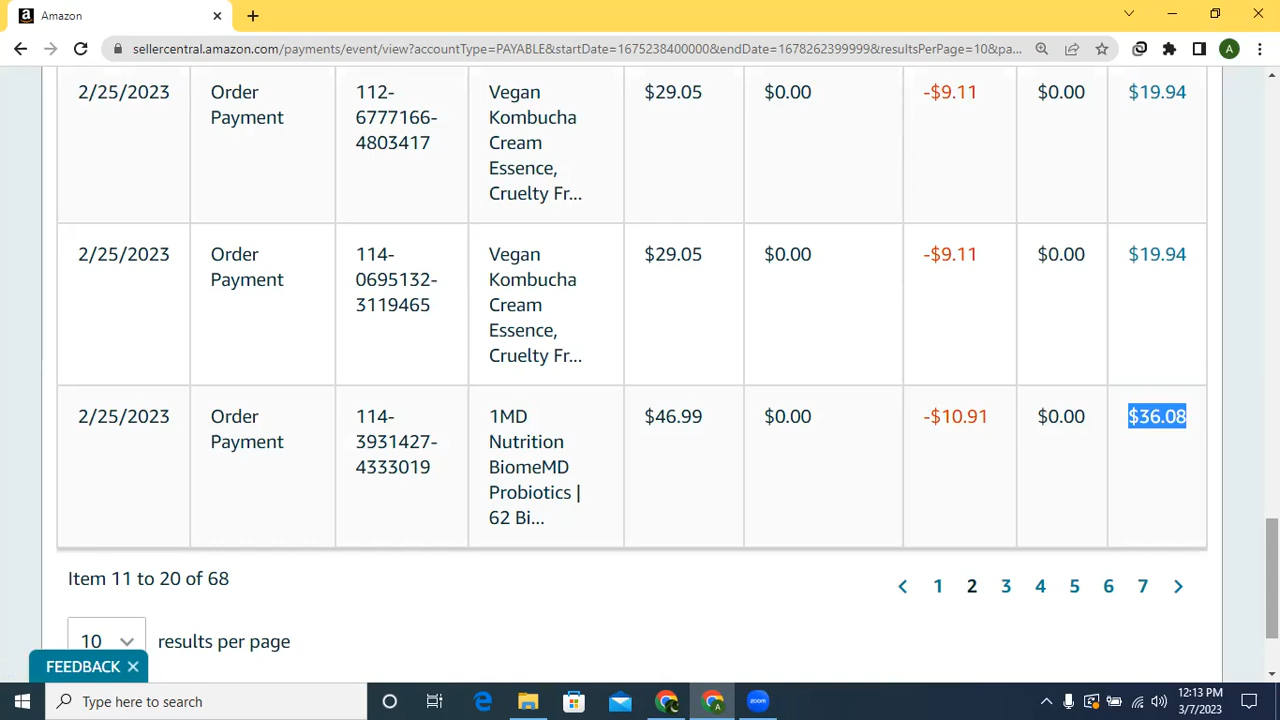 Amazon
sellercentral.amazon.com/payments/event/view?accountType=PAYABLE&startDate=1675238400000&endDate=1678262399999&resultsPerPage=10&pa...
A
2/25/2023 Order Payment 112-6777166-4803417 Vegan Kombucha Cream Essence, Cruelty Fr... $29.05 $0.00 -$9.11 $0.00 $19.94
2/25/2023 Order Payment 114-0695132-3119465 Vegan Kombucha Cream Essence, Cruelty Fr... $29.05 $0.00 -$9.11 $0.00 $19.94
2/25/2023 Order Payment 114-3931427-4333019 1MD Nutrition BiomeMD Probiotics | 62 Bi... $46.99 $0.00 -$10.91 $0.00 $36.08
Item 11 to 20 of 68
1 2 3 4 5 6 7
10 results per page
FEEDBACK
Type here to search
zoom
12:13 PM
3/7/2023